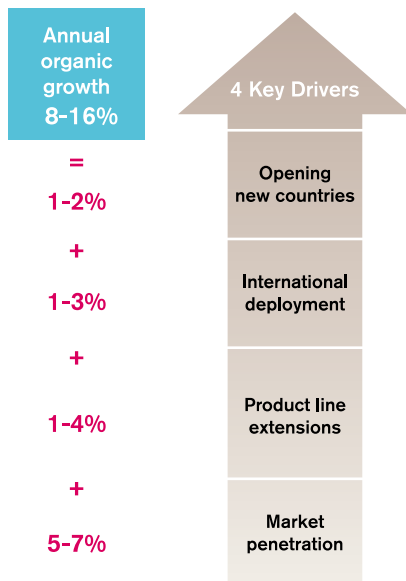 Annual
organic
growth
8-16%
4 Key Drivers
=
1-2%
Opening
new countries
+
1-3%
International
deployment
+
1-4%
Product line
extensions
+
5-7%
Market
penetration